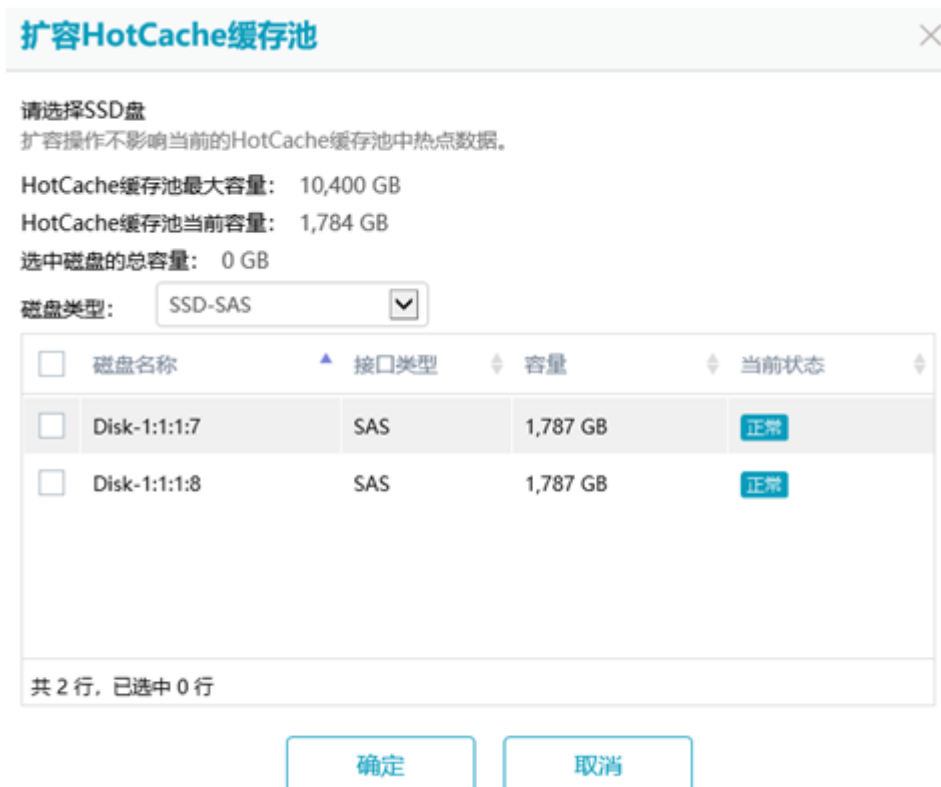 扩容HotCache缓存池
请选择SSD盘
扩容操作不影响当前的HotCache缓存池中热点数据。
HotCache缓存池最大容量： 10,400 GB
HotCache缓存池当前容量： 1,784 GB
选中磁盘的总容量： 0 GB
磁盘类型： SSD-SAS
磁盘名称 接口类型 容量 当前状态
Disk-1:1:1:7 SAS 1,787 GB 正常
Disk-1:1:1:8 SAS 1,787 GB 正常
共 2 行，已选中 0 行
确定 取消